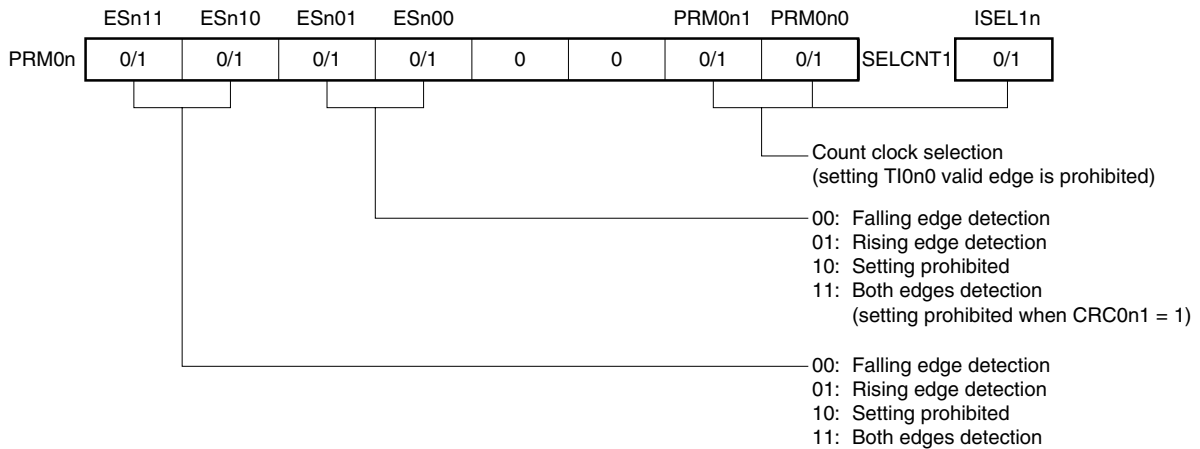 ESn11 ESn10 ESn01 ESn00 PRM0n1 PRM0n0 ISEL1n
PRM0n 0/1 0/1 0/1 0/1 0 0 0/1 0/1 SELCNT1 0/1
Count clock selection
(setting TI0n0 valid edge is prohibited)
00: Falling edge detection
01: Rising edge detection
10: Setting prohibited
11: Both edges detection
(setting prohibited when CRC0n1 = 1)
00: Falling edge detection
01: Rising edge detection
10: Setting prohibited
11: Both edges detection